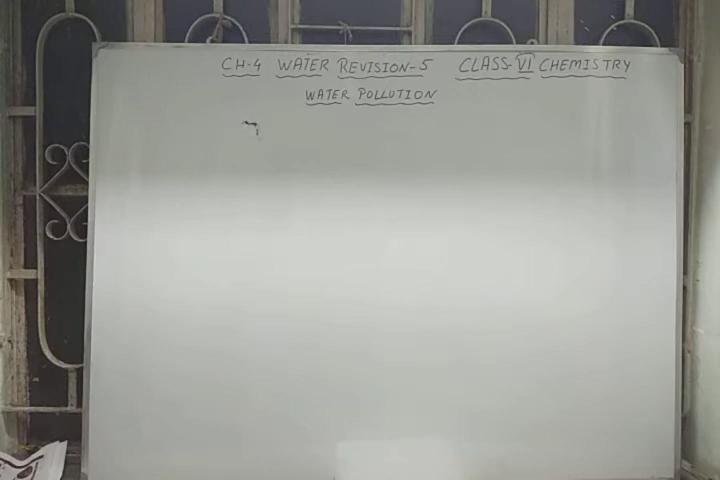 CH-4 WATER REVISION-5 CLASS-VI CHEMISTRY
WATER POLLUTION